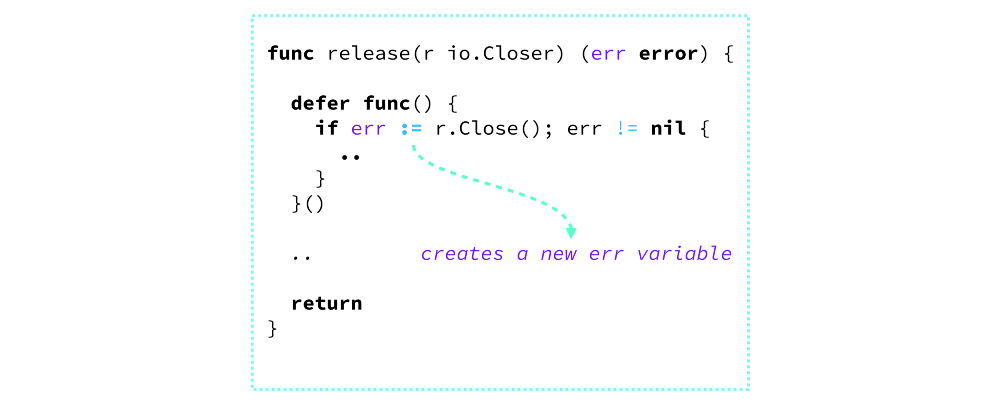 func release(r io.Closer) (err error) {
defer func() {
if err := r.Close(); err != nil {
..
}
}()
.. creates a new err variable
return
}